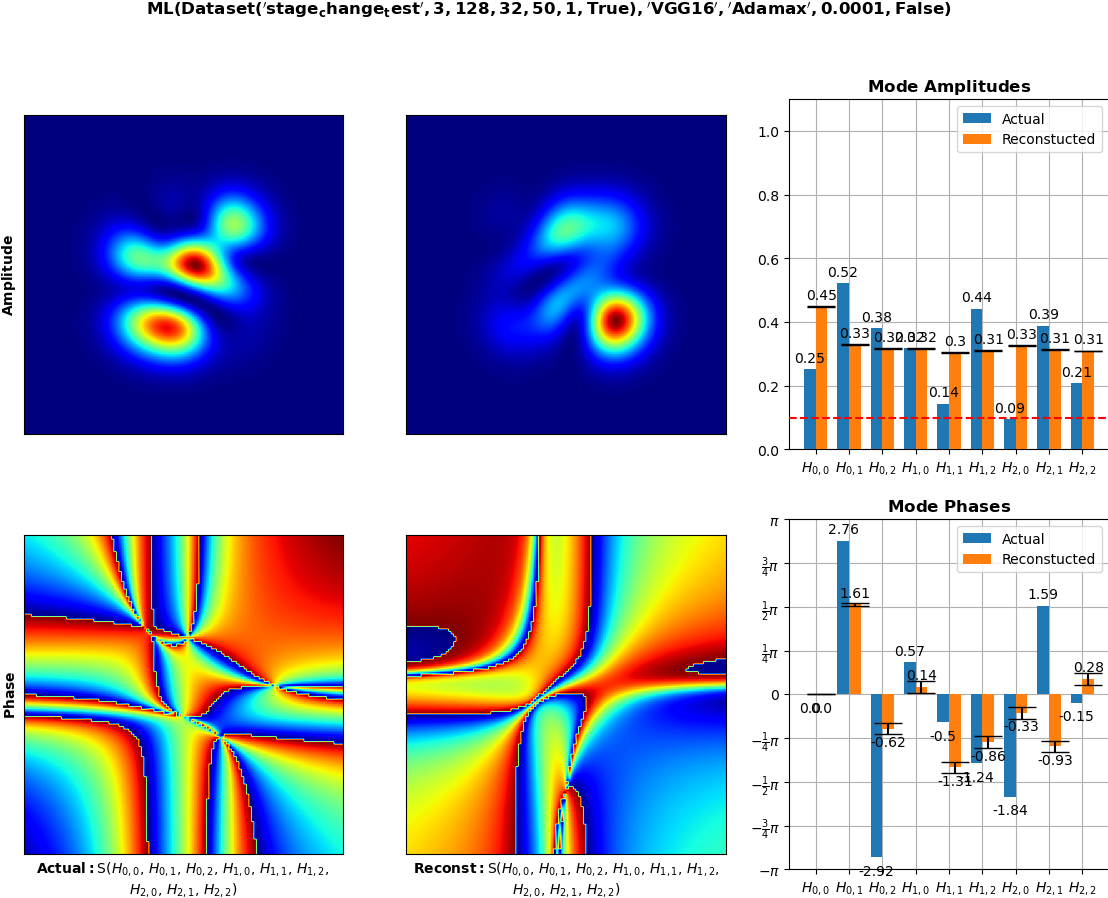 ML(Dataset('stage_change_test', 3, 128, 32, 50, 1, True), 'VGG16', 'Adamax', 0.0001, False)
Amplitude
Mode Amplitudes
Actual
Reconstucted
1.0
0.8
0.6
0.4
0.2
0.0
0.25
0.45
0.52
0.33
0.38
0.32
0.32
0.32
0.14
0.3
0.44
0.31
0.09
0.33
0.39
0.31
0.21
0.31
H0,0 H0,1 H0,2 H1,0 H1,1 H1,2 H2,0 H2,1 H2,2
Phase
Actual: S(H0,0, H0,1, H0,2, H1,0, H1,1, H1,2,
H2,0, H2,1, H2,2)
Reconst: S(H0,0, H0,1, H0,2, H1,0, H1,1, H1,2,
H2,0, H2,1, H2,2)
Mode Phases
Actual
Reconstucted
π
3/4π
1/2π
1/4π
0
−1/4π
−1/2π
−3/4π
−π
0.0
0.0
2.76
1.61
-2.92
-0.62
0.57
0.14
-0.5
-1.31
-1.24
-0.86
-1.84
-0.33
1.59
-0.93
-0.15
0.28
H0,0 H0,1 H0,2 H1,0 H1,1 H1,2 H2,0 H2,1 H2,2